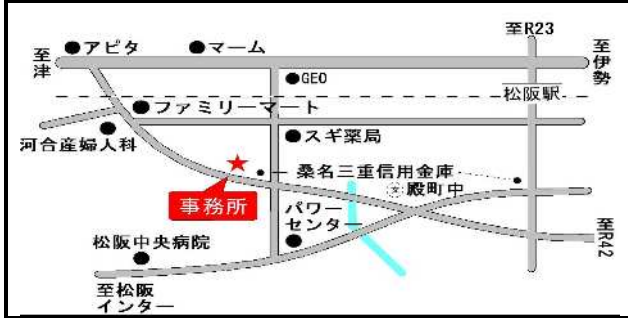 至R23
至津
アピタ
マーム
至伊勢
GEO
松阪駅
ファミリーマート
河合産婦人科
スギ薬局
桑名三重信用金庫
文
殿町中
事務所
パワー
センター
松阪中央病院
至R42
至松阪
インター